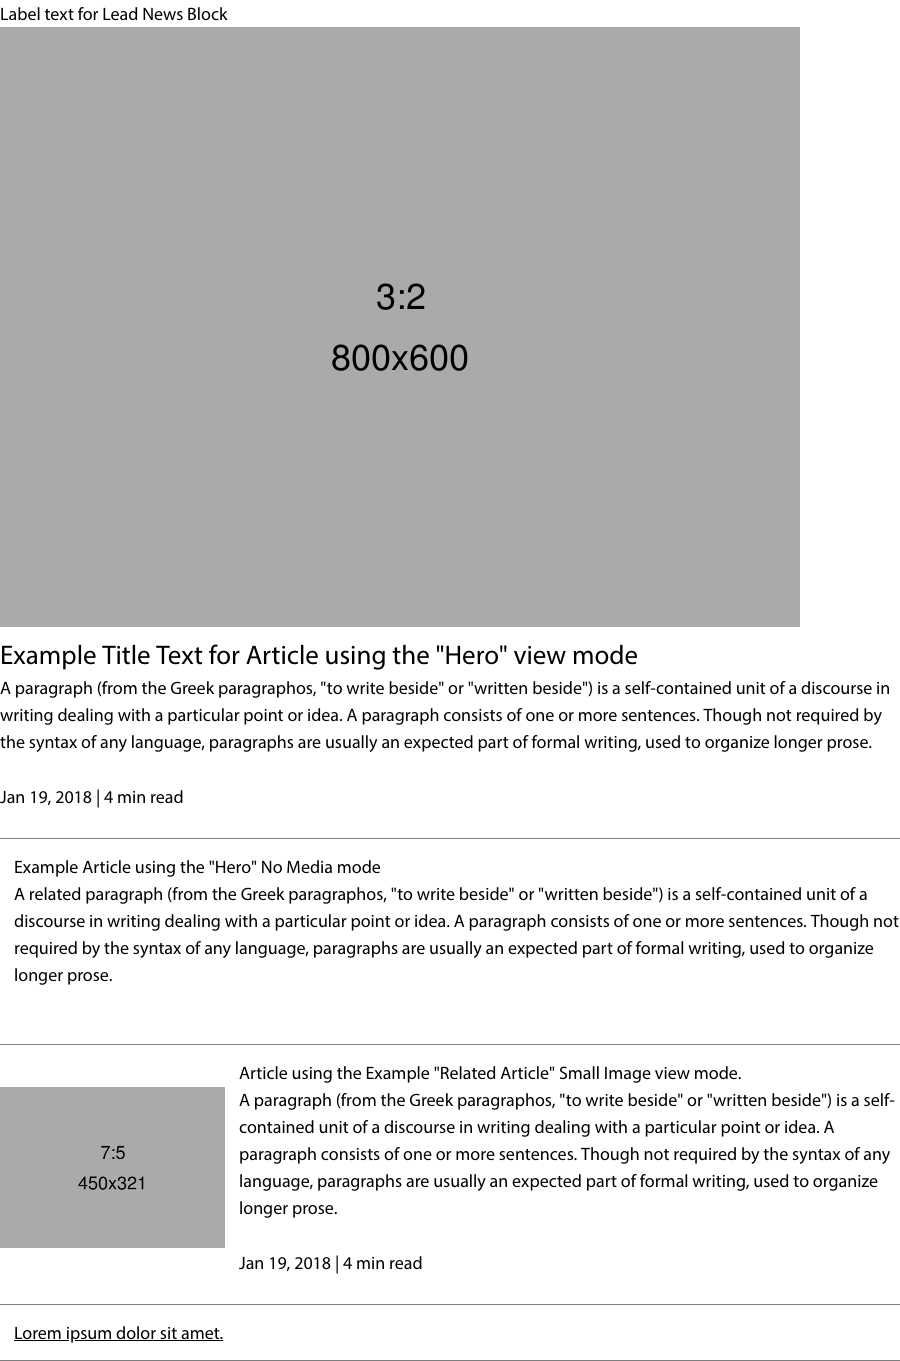 Label text for Lead News Block
3:2
800x600
Example Title Text for Article using the "Hero" view mode
A paragraph (from the Greek paragraphos, "to write beside" or "written beside") is a self-contained unit of a discourse in
writing dealing with a particular point or idea. A paragraph consists of one or more sentences. Though not required by
the syntax of any language, paragraphs are usually an expected part of formal writing, used to organize longer prose.
Jan 19, 2018 | 4 min read
Example Article using the "Hero" No Media mode
A related paragraph (from the Greek paragraphos, "to write beside" or "written beside") is a self-contained unit of a
discourse in writing dealing with a particular point or idea. A paragraph consists of one or more sentences. Though not
required by the syntax of any language, paragraphs are usually an expected part of formal writing, used to organize
longer prose.
7:5
450x321
Article using the Example "Related Article" Small Image view mode.
A paragraph (from the Greek paragraphos, "to write beside" or "written beside") is a self-
contained unit of a discourse in writing dealing with a particular point or idea. A
paragraph consists of one or more sentences. Though not required by the syntax of any
language, paragraphs are usually an expected part of formal writing, used to organize
longer prose.
Jan 19, 2018 | 4 min read
Lorem ipsum dolor sit amet.